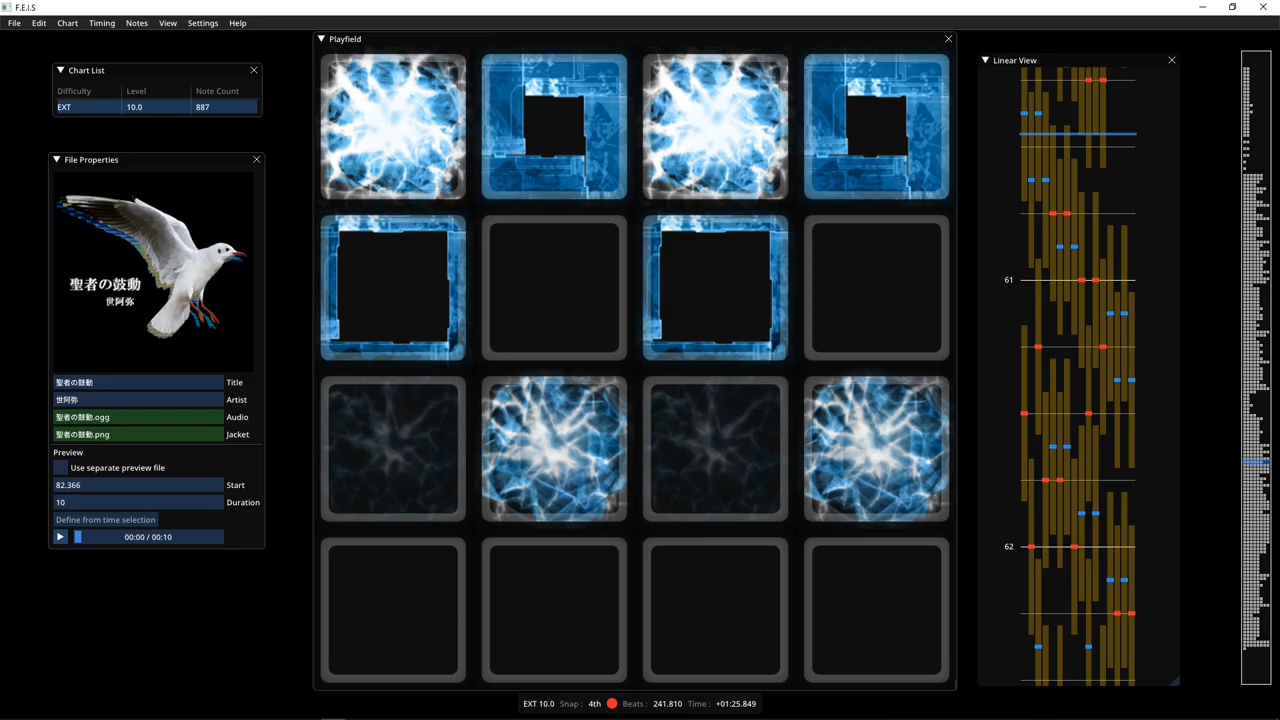 F.E.I.S
File Edit Chart Timing Notes View Settings Help
Chart List
Difficulty Level Note Count
EXT 10.0 887
File Properties
聖者の鼓動
世阿弥
聖者の鼓動 Title
世阿弥 Artist
聖者の鼓動.ogg Audio
聖者の鼓動.png Jacket
Preview
Use separate preview file
82.366 Start
10 Duration
Define from time selection
00:00 / 00:10
Playfield
Linear View
61
62
EXT 10.0 Snap : 4th Beats : 241.810 Time : +01:25.849